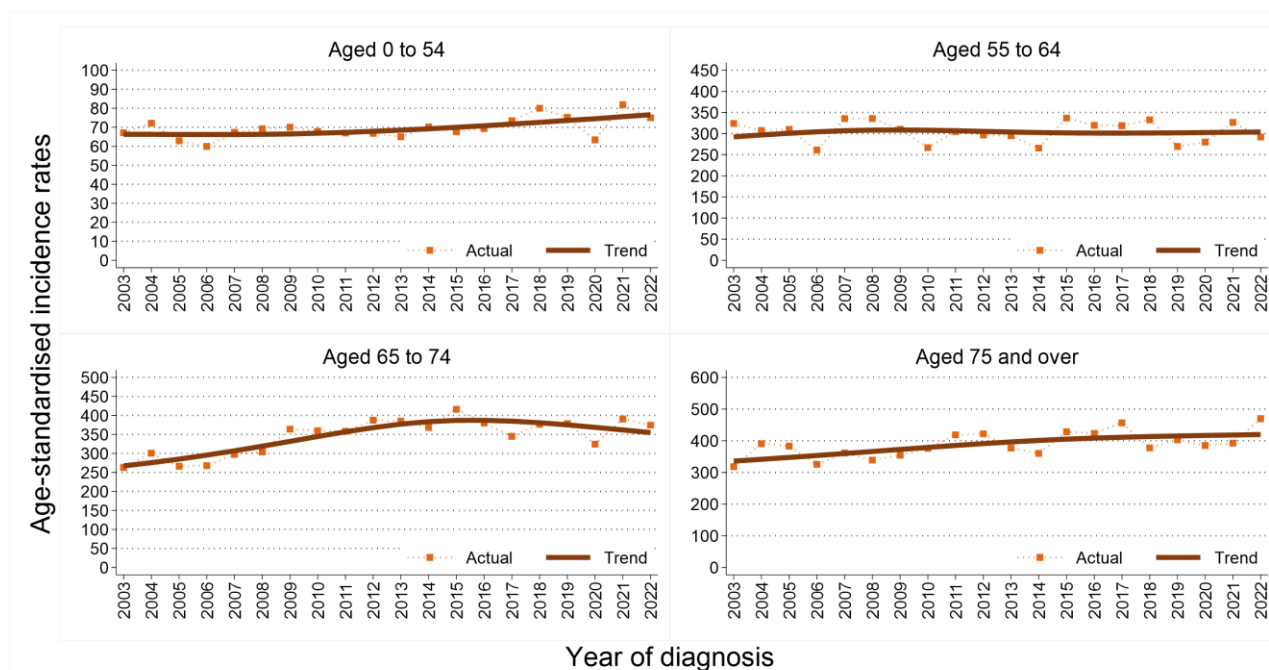 Age-standardised incidence rates
Aged 0 to 54
100
90
80
70
60
50
40
30
20
10
0
Actual Trend
2003 2004 2005 2006 2007 2008 2009 2010 2011 2012 2013 2014 2015 2016 2017 2018 2019 2020 2021 2022
Aged 55 to 64
450
400
350
300
250
200
150
100
50
0
Actual Trend
2003 2004 2005 2006 2007 2008 2009 2010 2011 2012 2013 2014 2015 2016 2017 2018 2019 2020 2021 2022
Aged 65 to 74
500
450
400
350
300
250
200
150
100
50
0
Actual Trend
2003 2004 2005 2006 2007 2008 2009 2010 2011 2012 2013 2014 2015 2016 2017 2018 2019 2020 2021 2022
Aged 75 and over
600
500
400
300
200
100
0
Actual Trend
2003 2004 2005 2006 2007 2008 2009 2010 2011 2012 2013 2014 2015 2016 2017 2018 2019 2020 2021 2022
Year of diagnosis